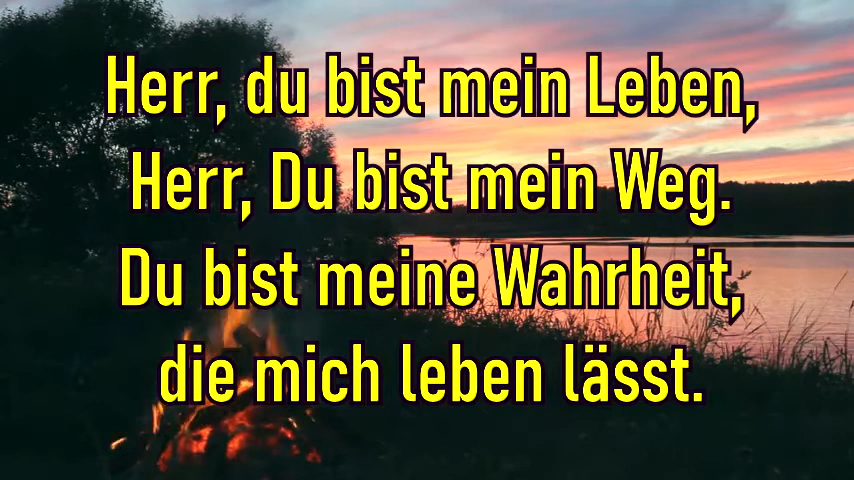 Herr, du bist mein Leben,
Herr, Du bist mein Weg.
Du bist meine Wahrheit,
die mich leben lässt.